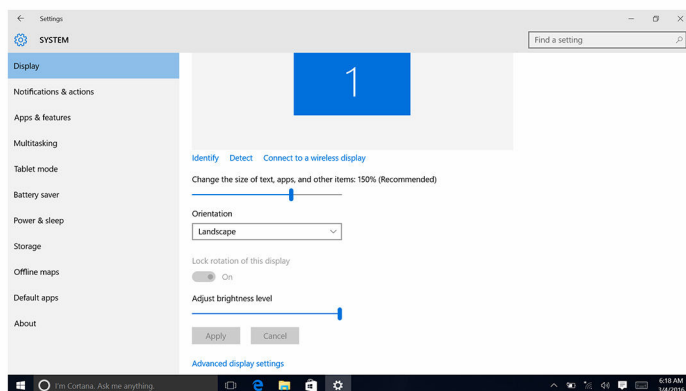 Settings
SYSTEM
Find a setting
Display
Notifications & actions
Apps & features
Multitasking
Tablet mode
Battery saver
Power & sleep
Storage
Offline maps
Default apps
About
1
Identify Detect Connect to a wireless display
Change the size of text, apps, and other items: 150% (Recommended)
Orientation
Landscape
Lock rotation of this display
On
Adjust brightness level
Apply Cancel
Advanced display settings
I'm Cortana. Ask me anything.
6:18 AM
3/4/2016